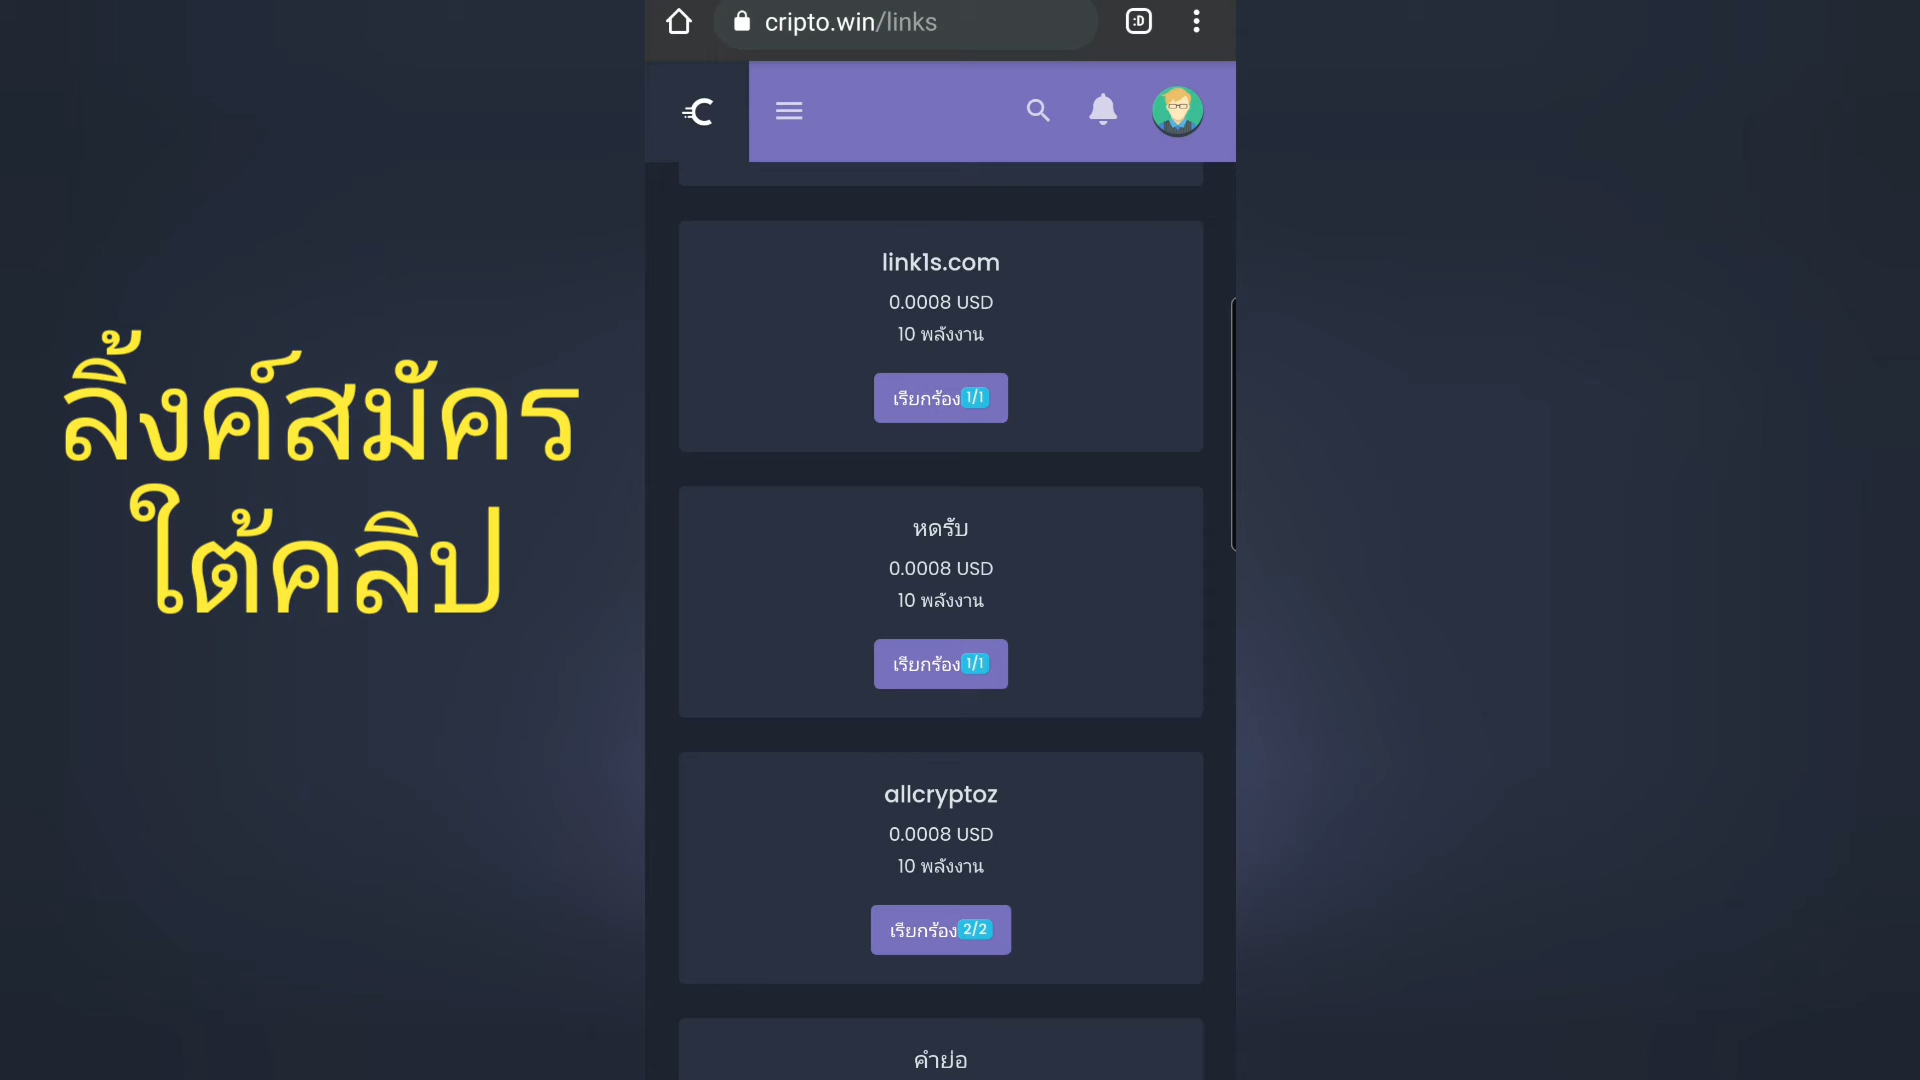 cripto.win/links
:D
ลิ้งค์สมัคร
ใต้คลิป
link1s.com
0.0008 USD
10 พลังงาน
เรียกร้อง 1/1
หดรับ
0.0008 USD
10 พลังงาน
เรียกร้อง 1/1
allcryptoz
0.0008 USD
10 พลังงาน
เรียกร้อง 2/2
คำย่อ